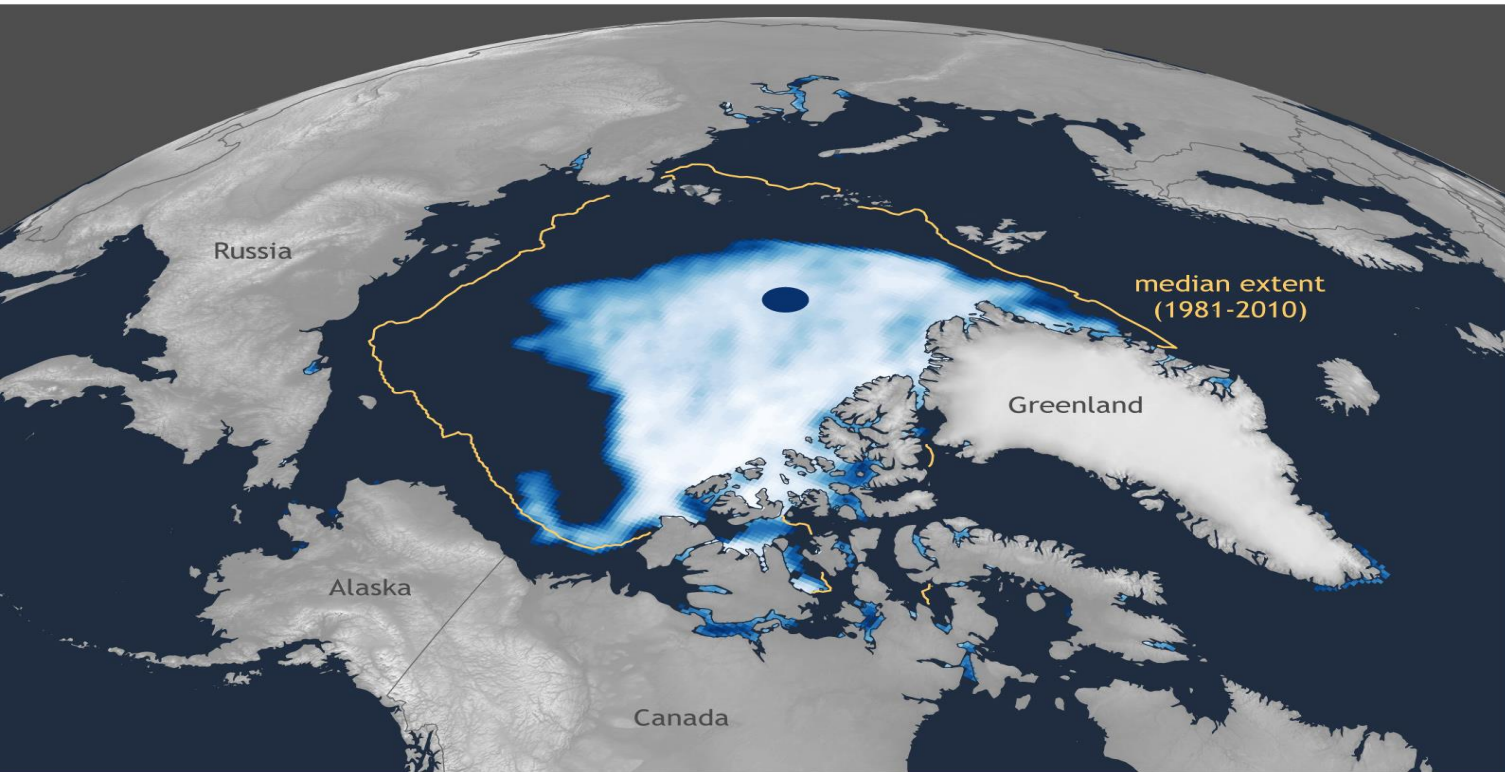 Russia
median extent
(1981-2010)
Greenland
Alaska
Canada